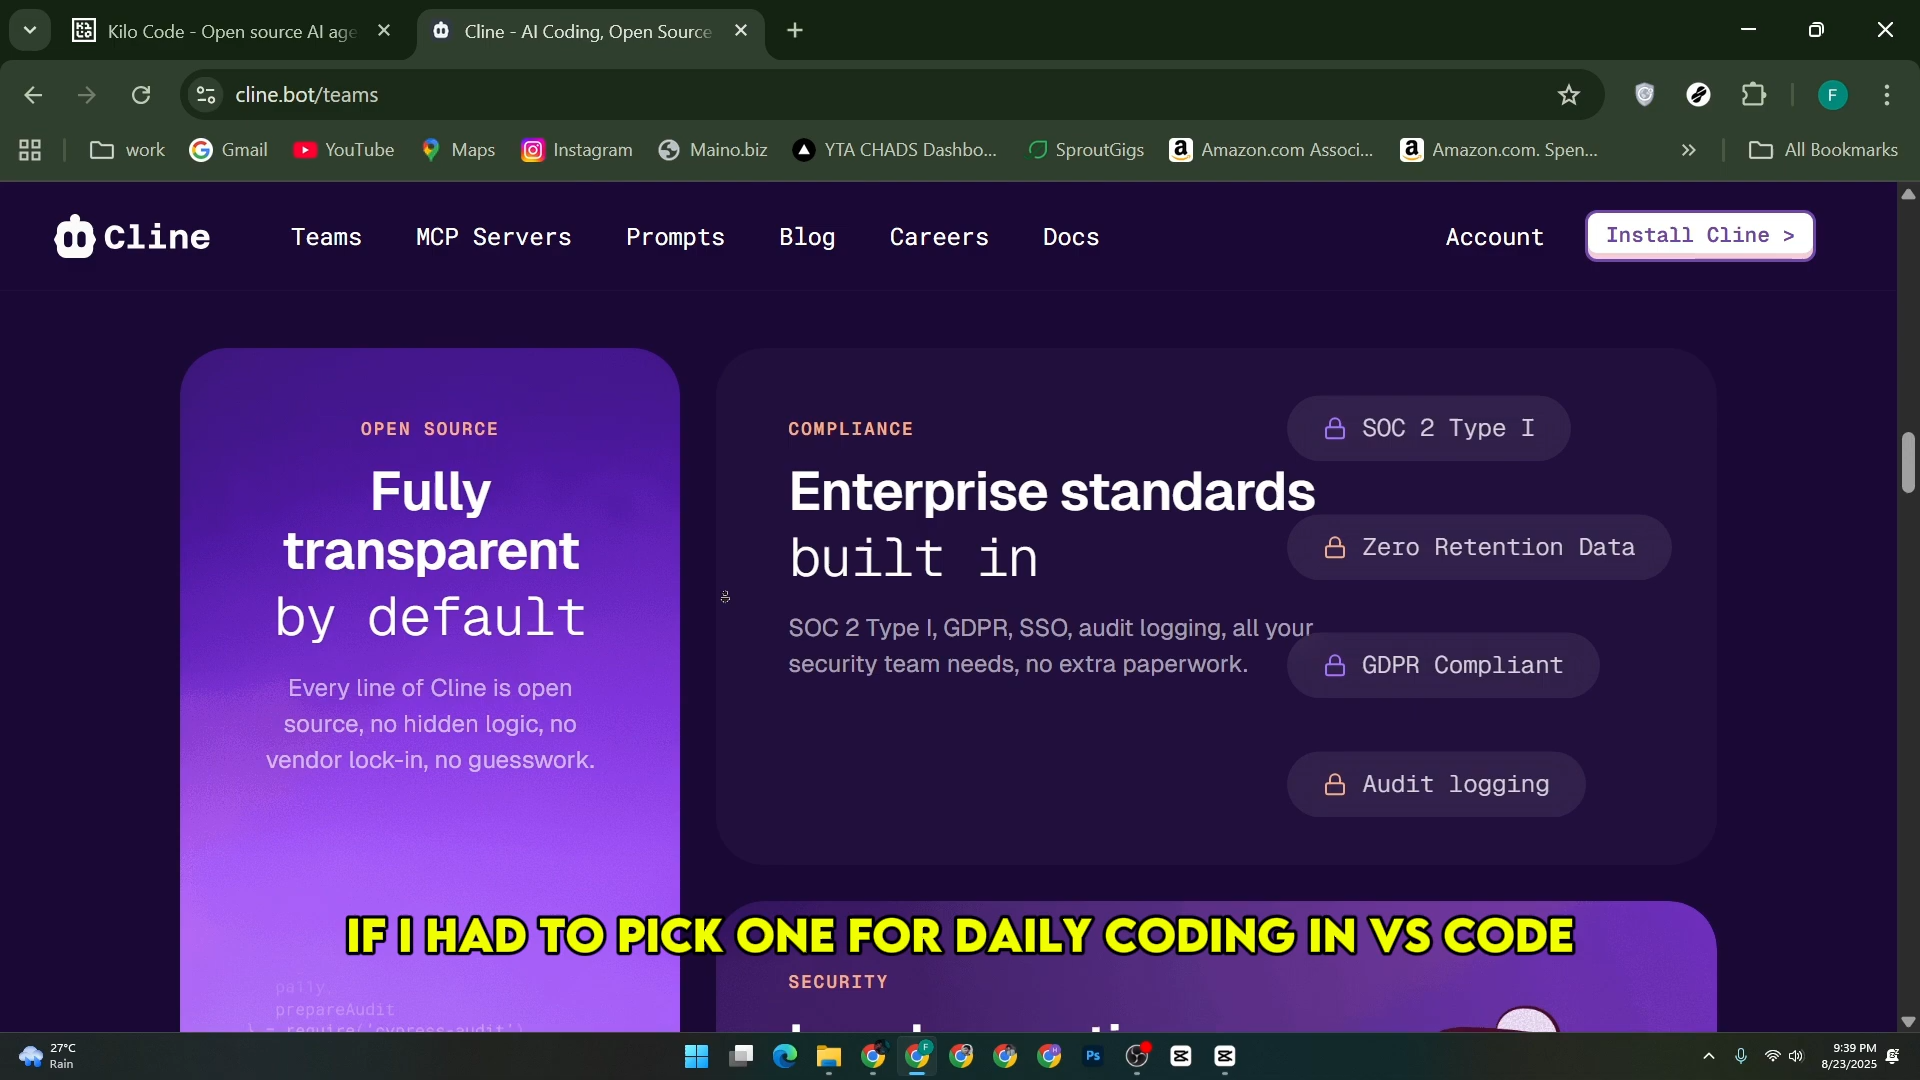 Kilo Code - Open source AI age
Cline - AI Coding, Open Source
cline.bot/teams
F
work
Gmail
YouTube
Maps
Instagram
Maino.biz
YTA CHADS Dashbo...
SproutGigs
Amazon.com Associ...
Amazon.com. Spen...
All Bookmarks
Cline
Teams
MCP Servers
Prompts
Blog
Careers
Docs
Account
Install Cline >
OPEN SOURCE
Fully
transparent
by default
Every line of Cline is open
source, no hidden logic, no
vendor lock-in, no guesswork.
pally,
prepareAudit
} = require('cypress-audit')
COMPLIANCE
Enterprise standards
built in
SOC 2 Type I, GDPR, SSO, audit logging, all your
security team needs, no extra paperwork.
SOC 2 Type I
Zero Retention Data
GDPR Compliant
Audit logging
IF I HAD TO PICK ONE FOR DAILY CODING IN VS CODE
SECURITY
27°C
Rain
Ps
9:39 PM
8/23/2025